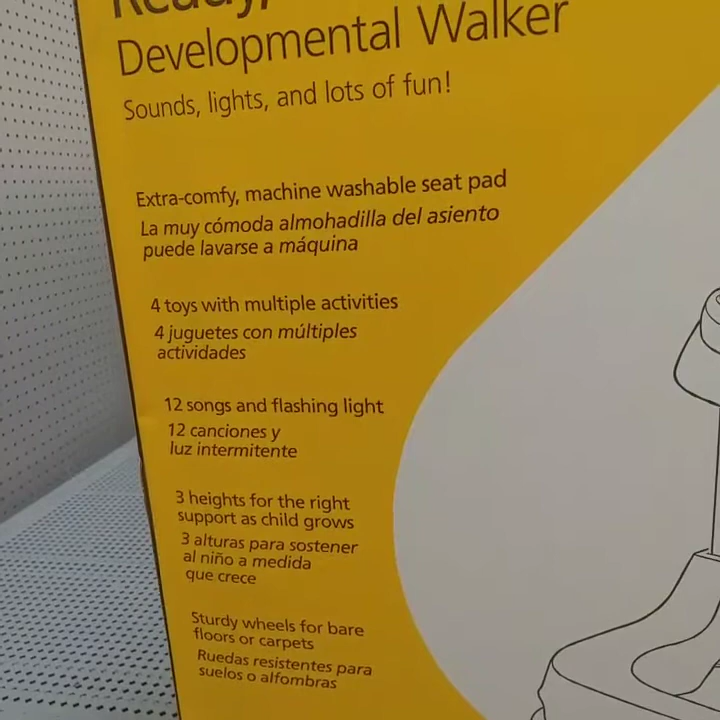 Ready,
Developmental Walker
Sounds, lights, and lots of fun!
Extra-comfy, machine washable seat pad
La muy cómoda almohadilla del asiento
puede lavarse a máquina
4 toys with multiple activities
4 juguetes con múltiples
actividades
12 songs and flashing light
12 canciones y
luz intermitente
3 heights for the right
support as child grows
3 alturas para sostener
al niño a medida
que crece
Sturdy wheels for bare
floors or carpets
Ruedas resistentes para
suelos o alfombras